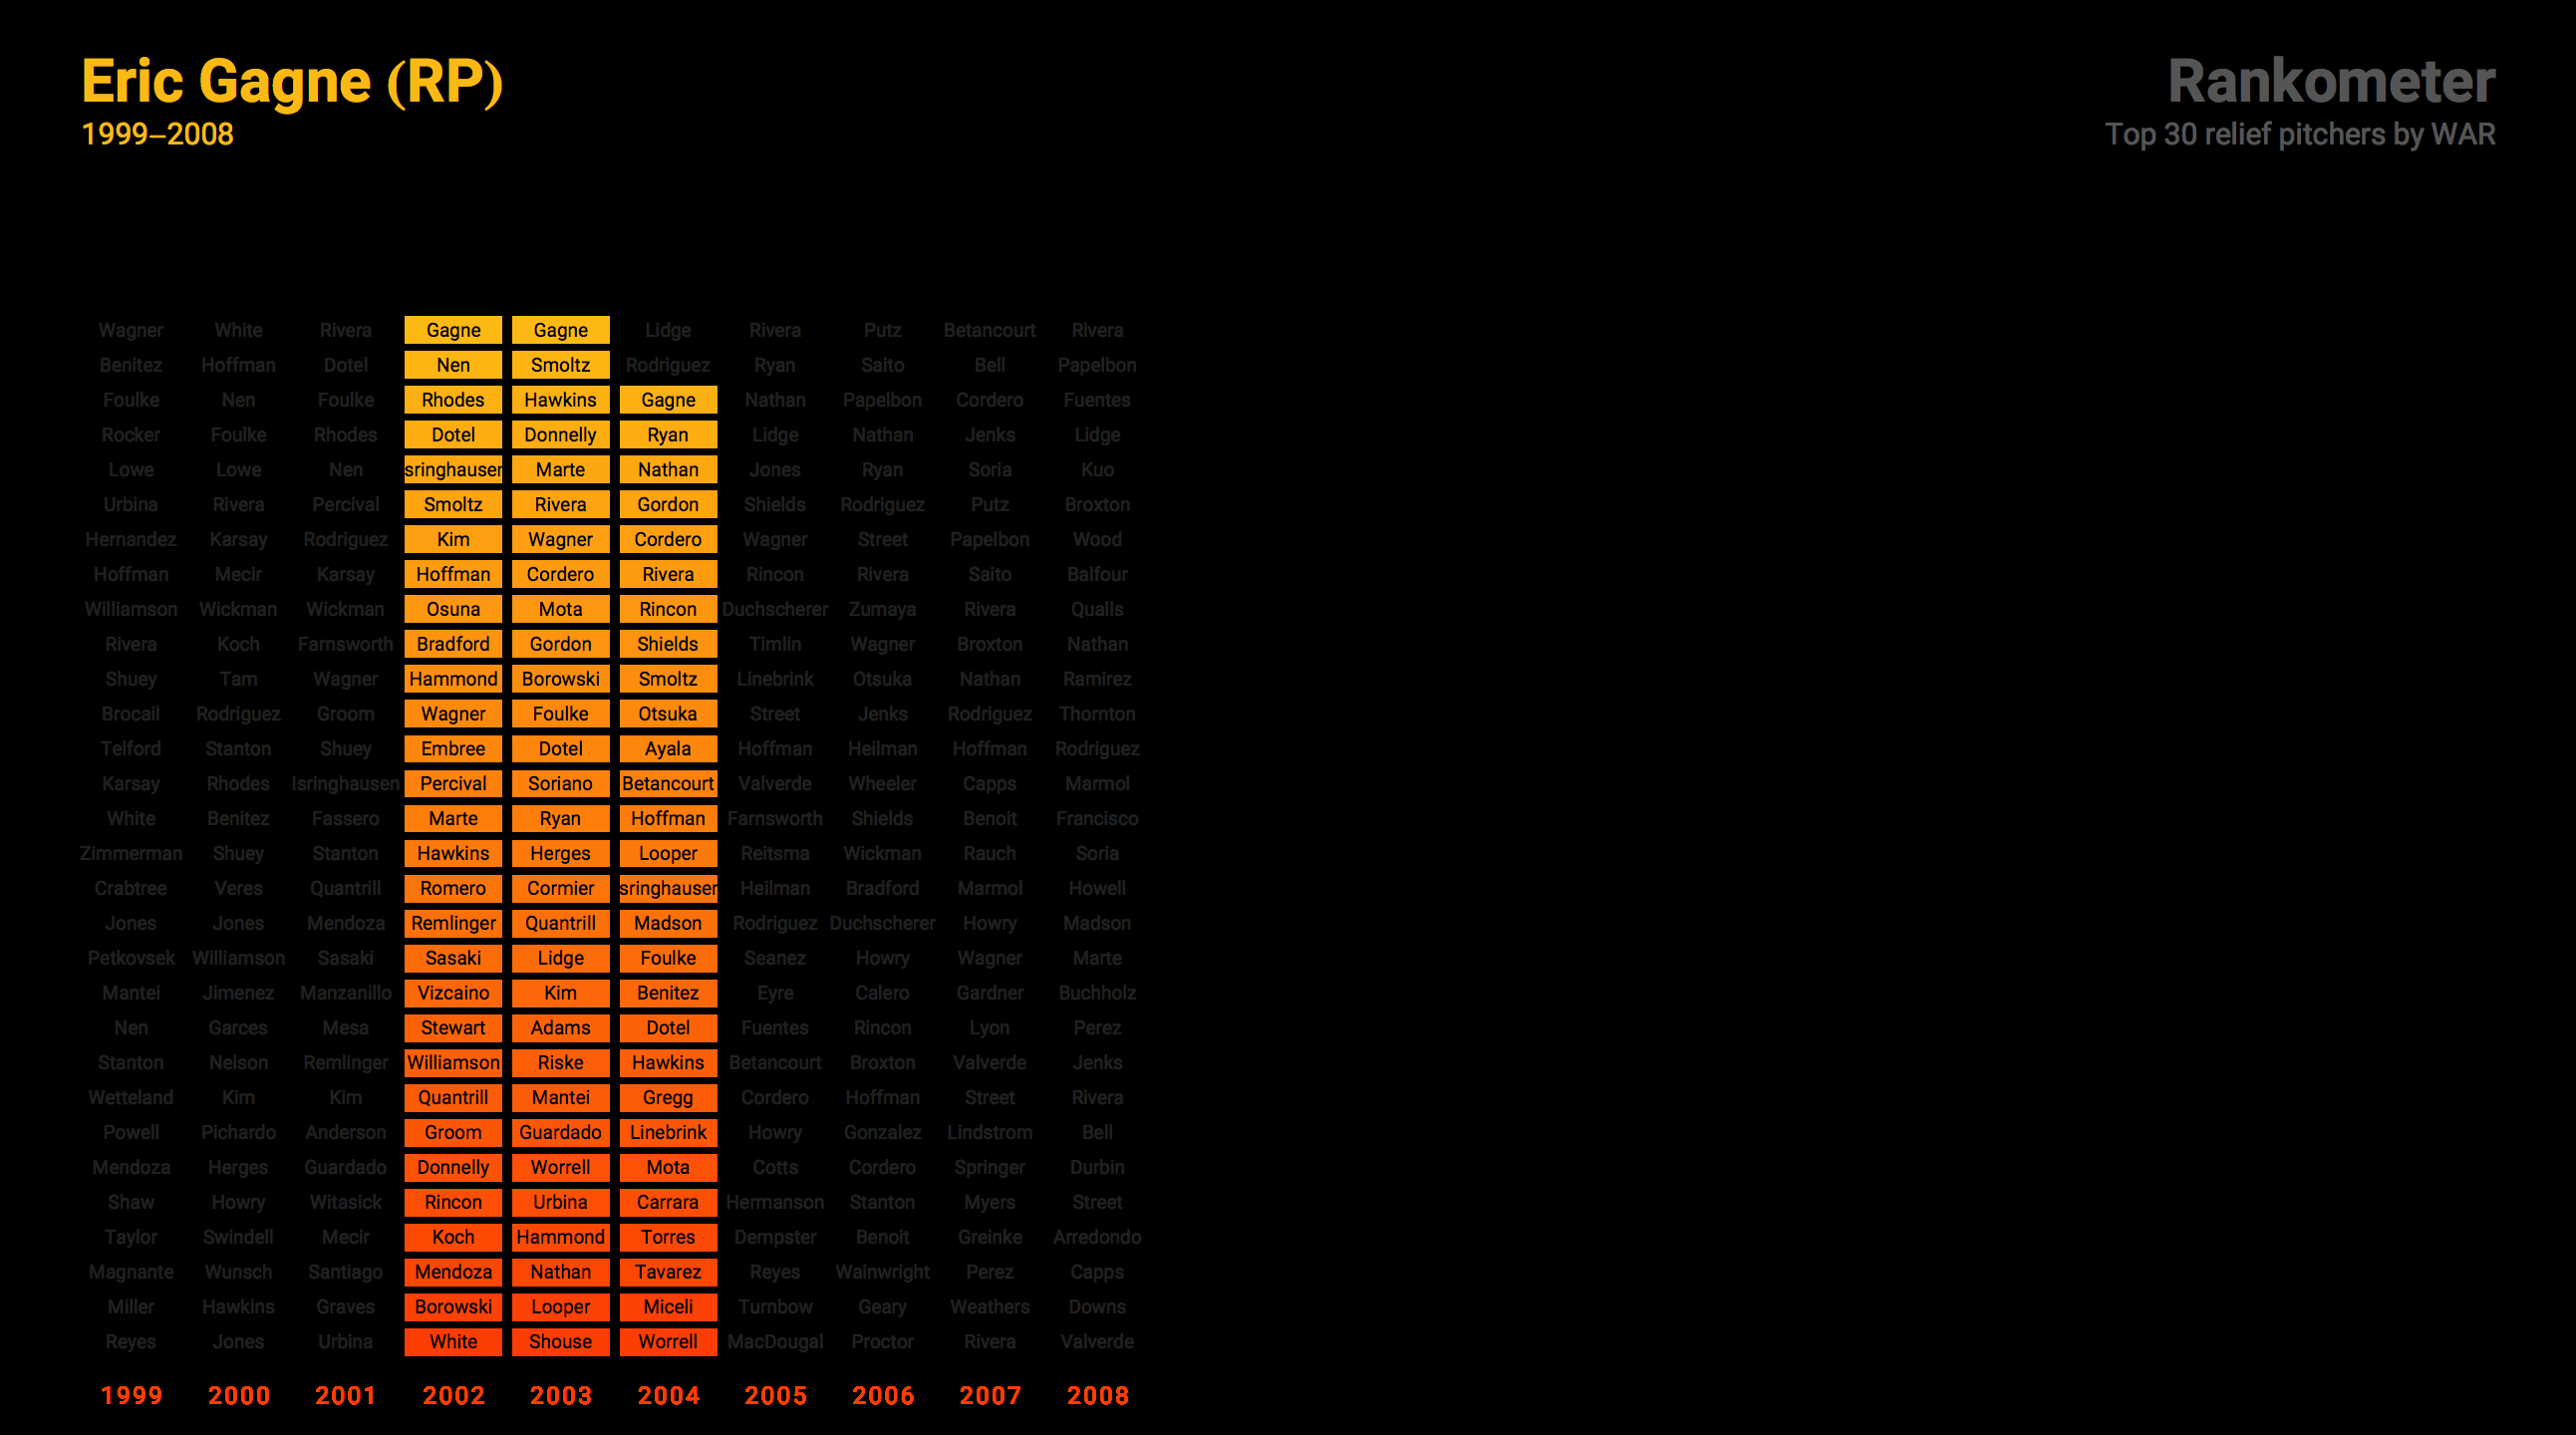 Eric Gagne (RP)
1999–2008
Rankometer
Top 30 relief pitchers by WAR
Wagner White Rivera Gagne Gagne Lidge Rivera Putz Betancourt Rivera
Benitez Hoffman Dotel Nen Smoltz Rodriguez Ryan Saito Bell Papelbon
Foulke Nen Foulke Rhodes Hawkins Gagne Nathan Papelbon Cordero Fuentes
Rocker Foulke Rhodes Dotel Donnelly Ryan Lidge Nathan Jenks Lidge
Lowe Lowe Nen sringhausen Marte Nathan Jones Ryan Soria Kuo
Urbina Rivera Percival Smoltz Rivera Gordon Shields Rodriguez Putz Broxton
Hernandez Karsay Rodriguez Kim Wagner Cordero Wagner Street Papelbon Wood
Hoffman Mecir Karsay Hoffman Cordero Rivera Rincon Rivera Saito Balfour
Williamson Wickman Wickman Osuna Mota Rincon Duchscherer Zumaya Rivera Qualls
Rivera Koch Farnsworth Bradford Gordon Shields Timlin Wagner Broxton Nathan
Shuey Tam Wagner Hammond Borowski Smoltz Linebrink Otsuka Nathan Ramirez
Brocail Rodriguez Groom Wagner Foulke Otsuka Street Jenks Rodriguez Thornton
Telford Stanton Shuey Embree Dotel Ayala Hoffman Heilman Hoffman Rodriguez
Karsay Rhodes Isringhausen Percival Soriano Betancourt Valverde Wheeler Capps Marmol
White Benitez Fassero Marte Ryan Hoffman Farnsworth Shields Benoit Francisco
Zimmerman Shuey Stanton Hawkins Herges Looper Reitsma Wickman Rauch Soria
Crabtree Veres Quantrill Romero Cormier sringhausen Heilman Bradford Marmol Howell
Jones Jones Mendoza Remlinger Quantrill Madson Rodriguez Duchscherer Howry Madson
Petkovsek Williamson Sasaki Sasaki Lidge Foulke Seanez Howry Wagner Marte
Mantei Jimenez Manzanillo Vizcaino Kim Benitez Eyre Calero Gardner Buchholz
Nen Garces Mesa Stewart Adams Dotel Fuentes Rincon Lyon Perez
Stanton Nelson Remlinger Williamson Riske Hawkins Betancourt Broxton Valverde Jenks
Wetteland Kim Kim Quantrill Mantei Gregg Cordero Hoffman Street Rivera
Powell Pichardo Anderson Groom Guardado Linebrink Howry Gonzalez Lindstrom Bell
Mendoza Herges Guardado Donnelly Worrell Mota Cotts Cordero Springer Durbin
Shaw Howry Witasick Rincon Urbina Carrara Hermanson Stanton Myers Street
Taylor Swindell Mecir Koch Hammond Torres Dempster Benoit Greinke Arredondo
Magnante Wunsch Santiago Mendoza Nathan Tavarez Reyes Wainwright Perez Capps
Miller Hawkins Graves Borowski Looper Miceli Turnbow Geary Weathers Downs
Reyes Jones Urbina White Shouse Worrell MacDougal Proctor Rivera Valverde
1999 2000 2001 2002 2003 2004 2005 2006 2007 2008